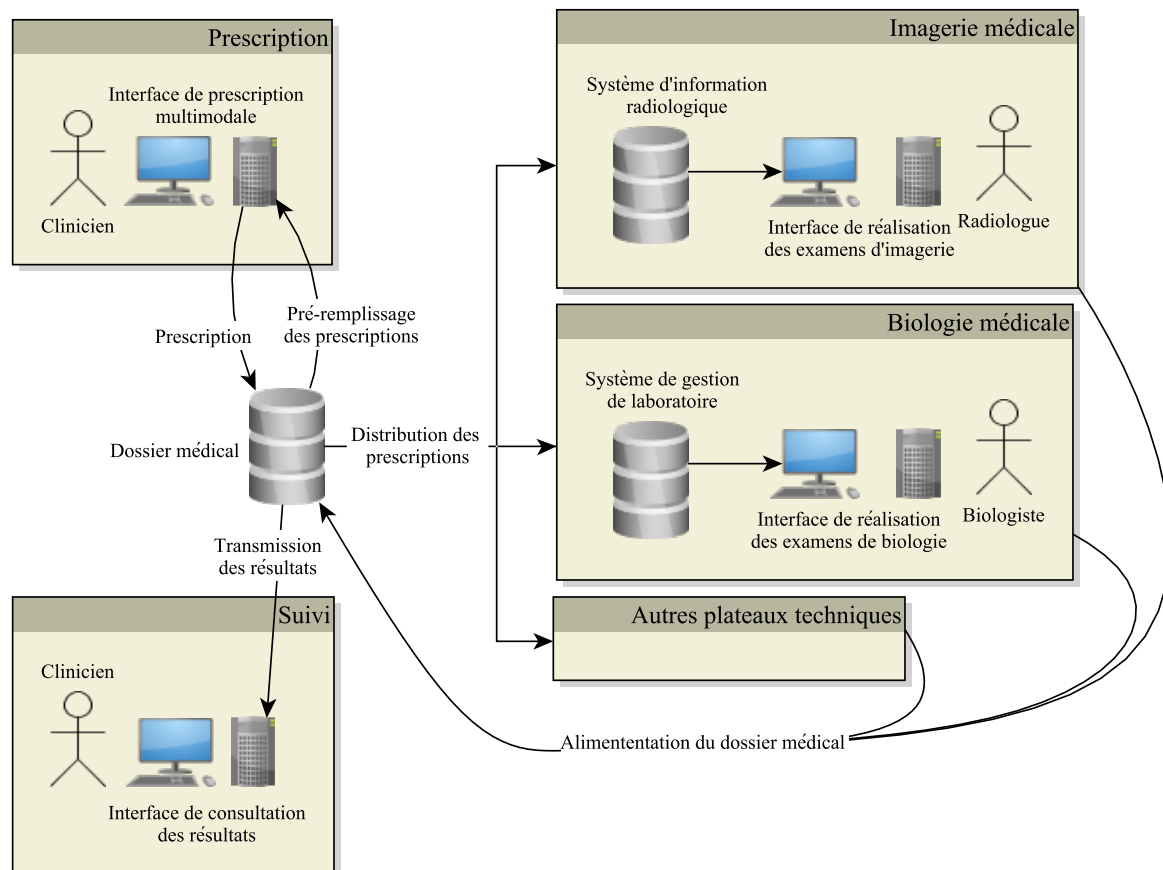 Prescription
Interface de prescription
multimodale
Clinicien
Prescription
Pré-remplissage
des prescriptions
Dossier médical
Distribution des
prescriptions
Transmission
des résultats
Suivi
Clinicien
Interface de consultation
des résultats
Imagerie médicale
Système d'information
radiologique
Interface de réalisation
des examens d'imagerie
Radiologue
Biologie médicale
Système de gestion
de laboratoire
Interface de réalisation
des examens de biologie
Biologiste
Autres plateaux techniques
Alimententation du dossier médical